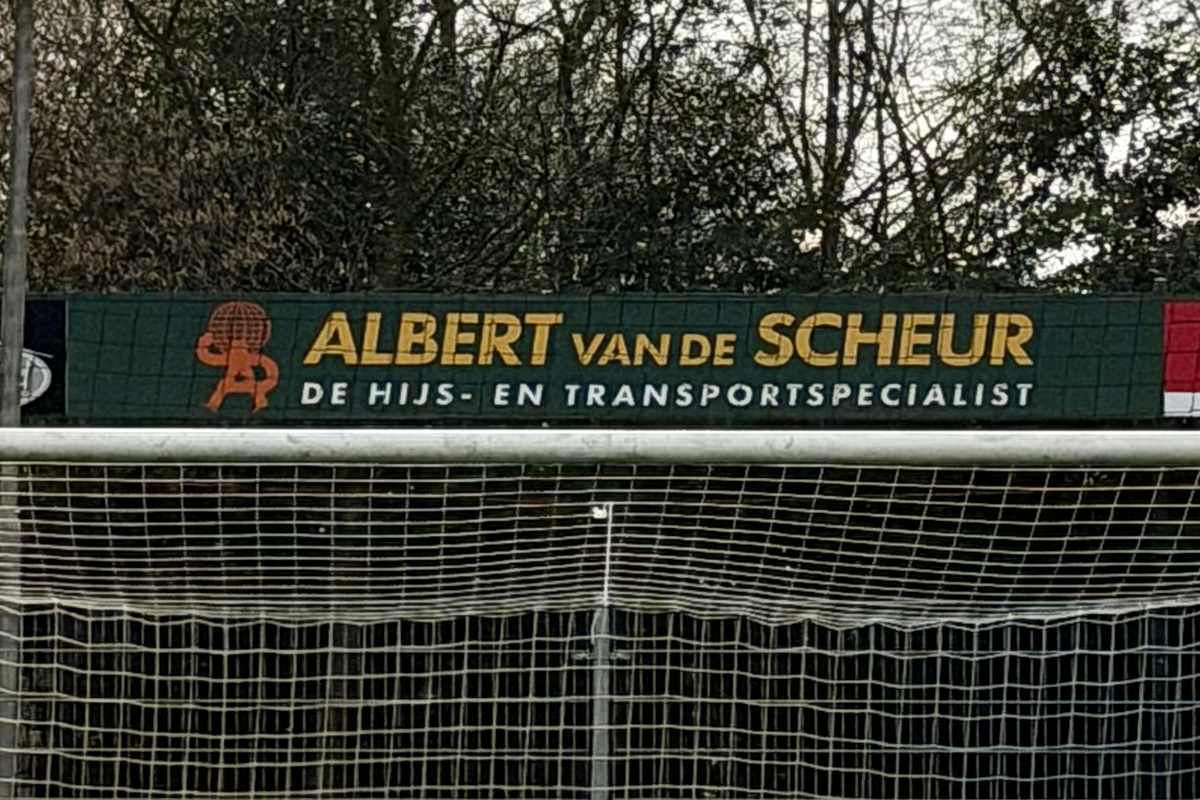 ALBERT VAN DE SCHEUR
DE HIJS- EN TRANSPORTSPECIALIST